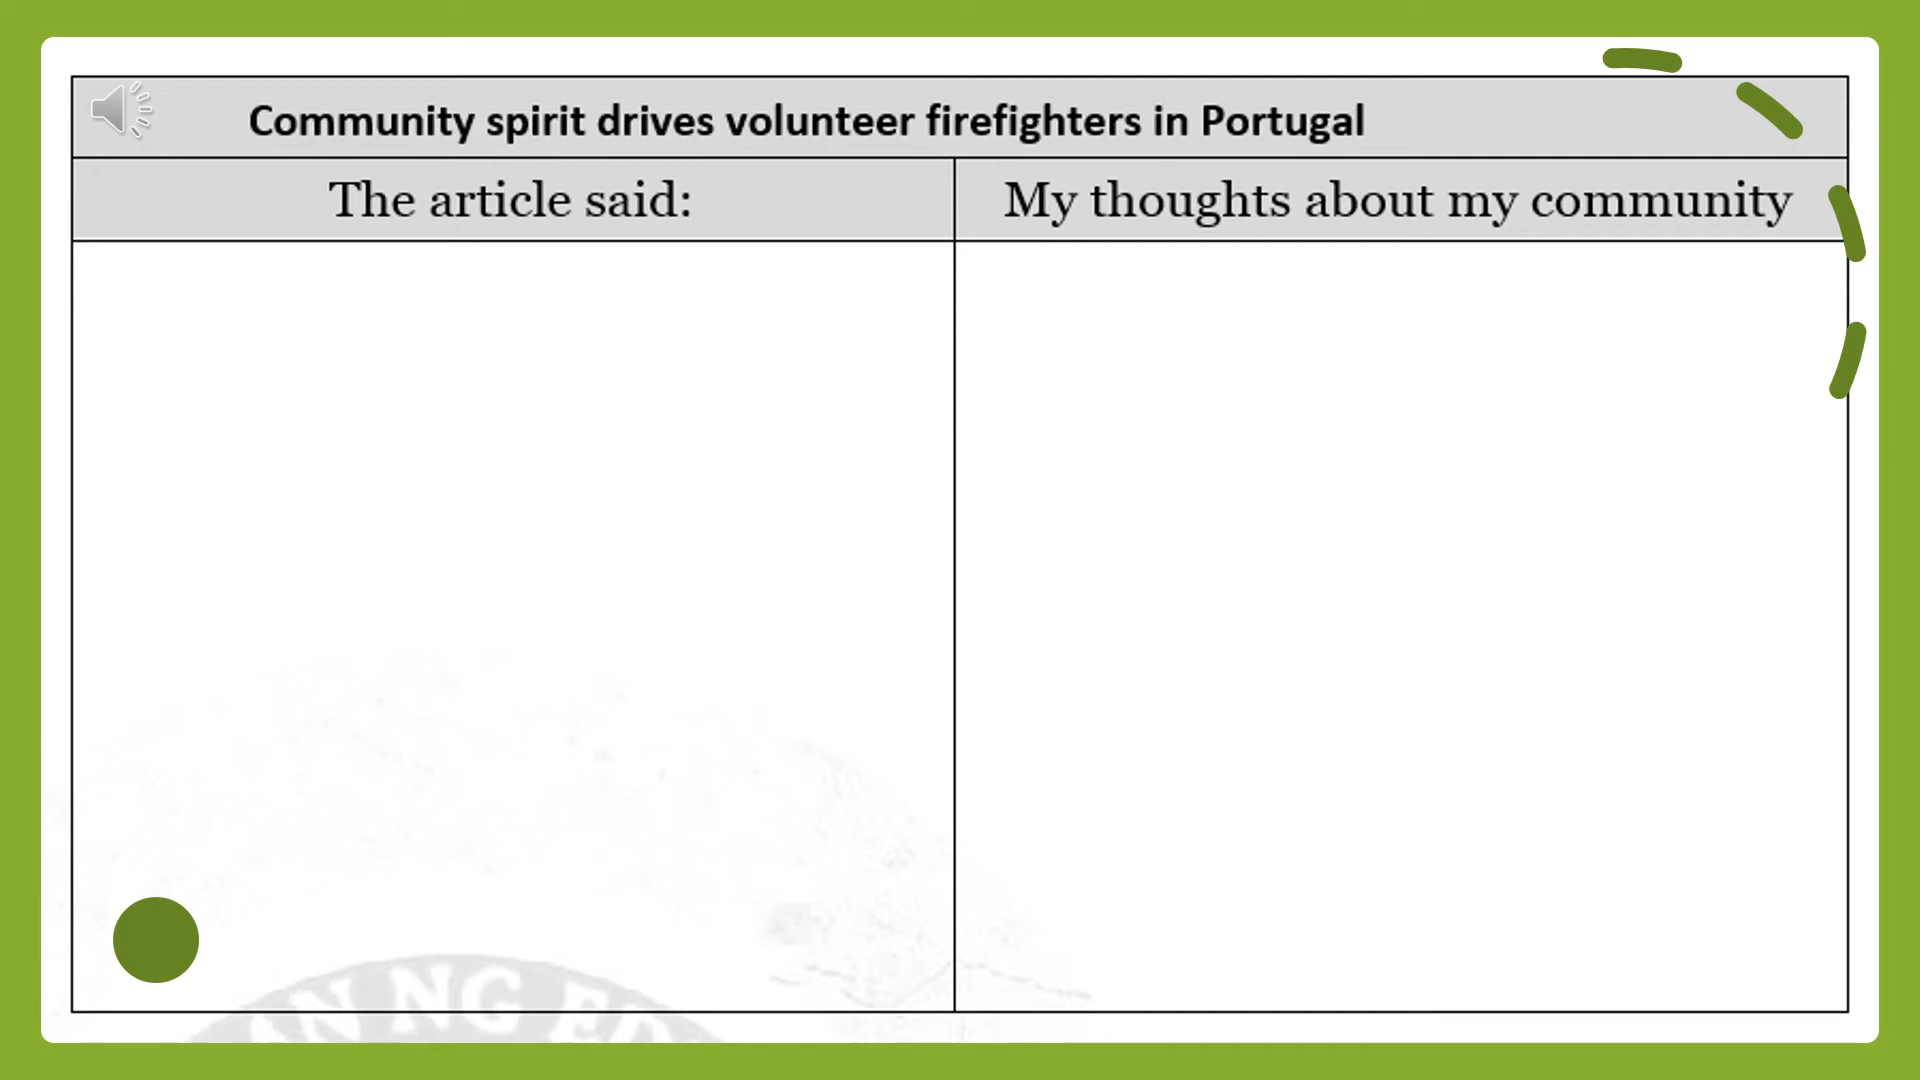 Community spirit drives volunteer firefighters in Portugal
The article said:
My thoughts about my community